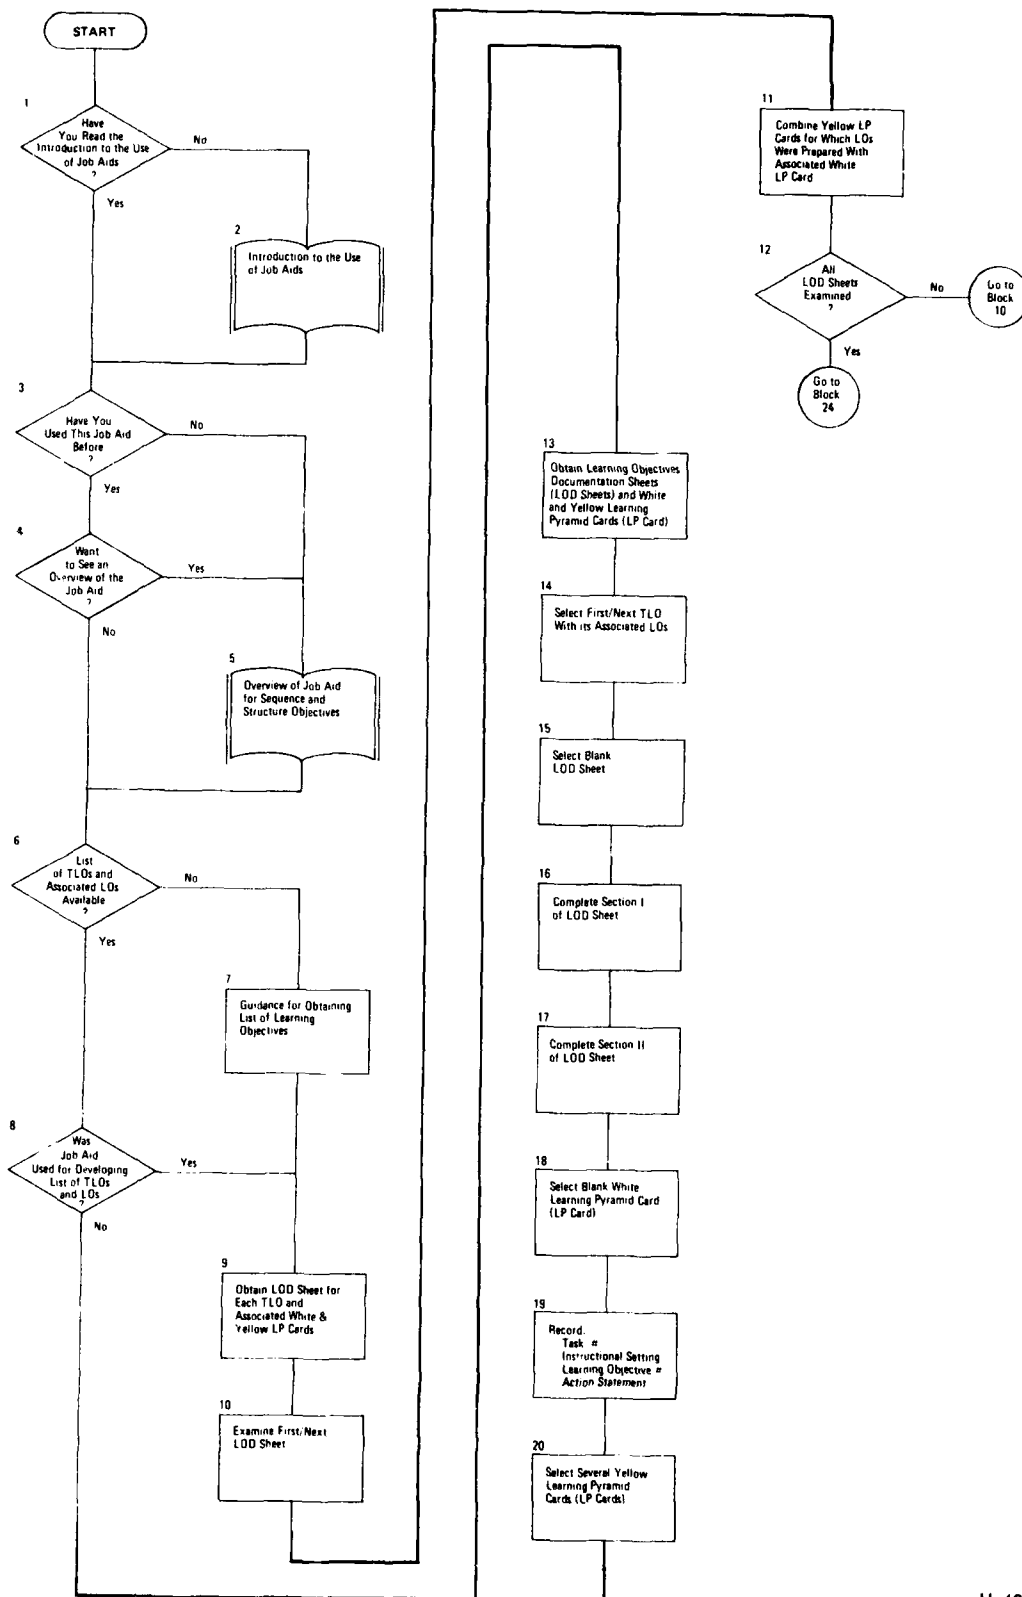 START
1
Have
You Read the
Introduction to the Use
of Job Aids
?
No
Yes
2
Introduction to the Use
of Job Aids
3
Have You
Used This Job Aid
Before
?
No
Yes
4
Want
to See an
Overview of the
Job Aid
?
Yes
No
5
Overview of Job Aid
for Sequence and
Structure Objectives
6
List
of TLOs and
Associated LOs
Available
?
No
Yes
7
Guidance for Obtaining
List of Learning
Objectives
8
Was
Job Aid
Used for Developing
List of TLOs
and LOs
?
Yes
No
9
Obtain LOD Sheet for
Each TLO and
Associated White &
Yellow LP Cards
10
Examine First/Next
LOD Sheet
11
Combine Yellow LP
Cards for Which LOs
Were Prepared With
Associated White
LP Card
12
All
LOD Sheets
Examined
?
No
Go to
Block
10
Yes
Go to
Block
24
13
Obtain Learning Objectives
Documentation Sheets
(LOD Sheets) and White
and Yellow Learning
Pyramid Cards (LP Card)
14
Select First/Next TLO
With its Associated LOs
15
Select Blank
LOD Sheet
16
Complete Section I
of LOD Sheet
17
Complete Section II
of LOD Sheet
18
Select Blank White
Learning Pyramid Card
(LP Card)
19
Record.
Task #
Instructional Setting
Learning Objective #
Action Statement
20
Select Several Yellow
Learning Pyramid
Cards (LP Cards)